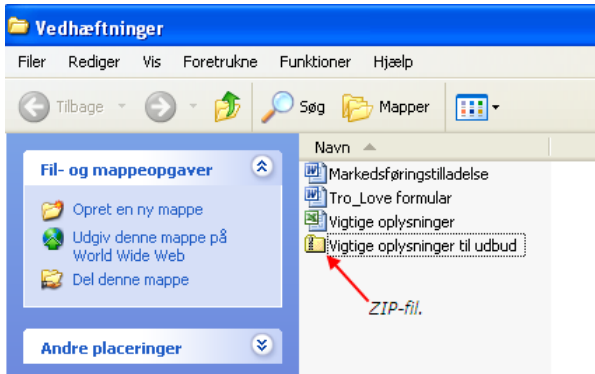 Vedhæftninger
Filer Rediger Vis Foretrukne Funktioner Hjælp
Tilbage Søg Mapper
Navn
Fil- og mappeopgaver
Markedsføringstilladelse
Tro_Love formular
Opret en ny mappe
Vigtige oplysninger
Udgiv denne mappe på
World Wide Web
Vigtige oplysninger til udbud
Del denne mappe
ZIP-fil.
Andre placeringer